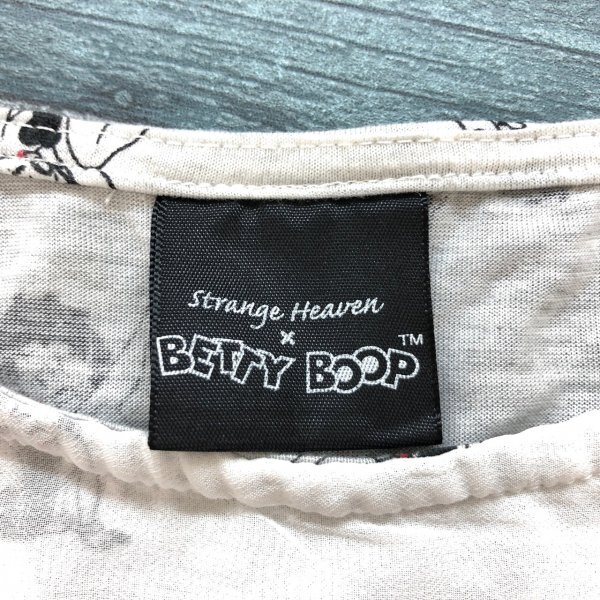 Strange Heaven
×
BETTY BOOP™